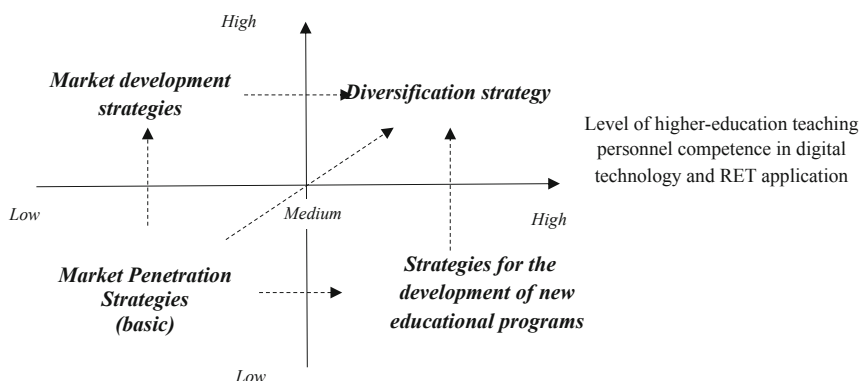 High
Market development
strategies
Diversification strategy
Level of higher-education teaching
personnel competence in digital
technology and RET application
Low
Medium
High
Market Penetration
Strategies
(basic)
Strategies for the
development of new
educational programs
Low